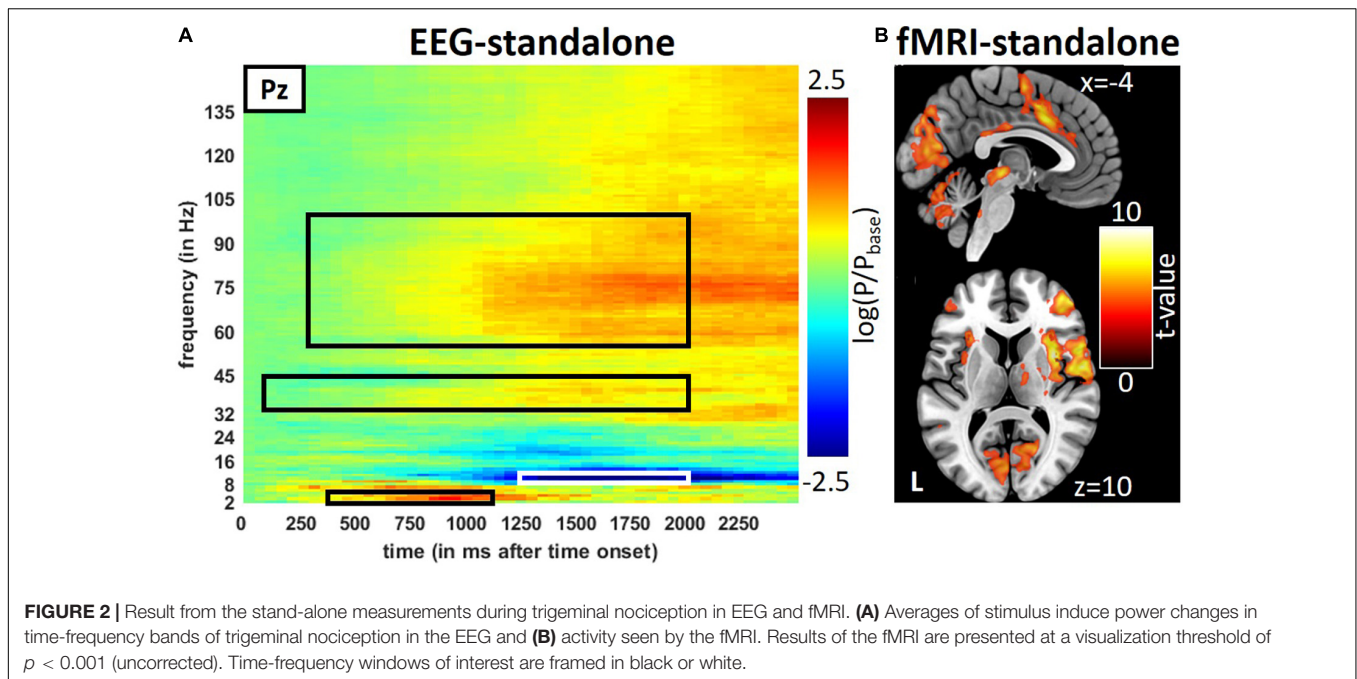 A
EEG-standalone
B
fMRI-standalone
Pz
135
120
105
90
75
60
45
32
24
16
8
2
frequency (in Hz)
0 250 500 750 1000 1250 1500 1750 2000 2250
time (in ms after time onset)
2.5
log(P/Pbase)
-2.5
x=-4
10
t-value
0
L
z=10
FIGURE 2 | Result from the stand-alone measurements during trigeminal nociception in EEG and fMRI. (A) Averages of stimulus induce power changes in
time-frequency bands of trigeminal nociception in the EEG and (B) activity seen by the fMRI. Results of the fMRI are presented at a visualization threshold of
p < 0.001 (uncorrected). Time-frequency windows of interest are framed in black or white.